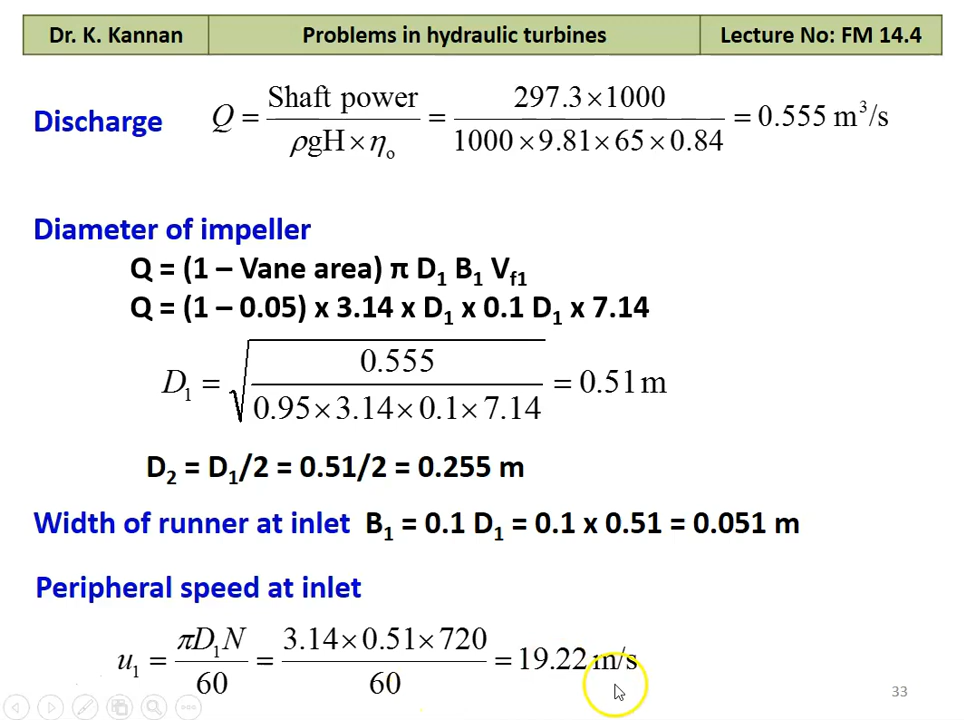 Dr. K. Kannan Problems in hydraulic turbines Lecture No: FM 14.4
Discharge Q = Shaft power / ρgH × ηo = 297.3×1000 / 1000×9.81×65×0.84 = 0.555 m³/s
Diameter of impeller
Q = (1 – Vane area) π D₁ B₁ Vf1
Q = (1 – 0.05) x 3.14 x D₁ x 0.1 D₁ x 7.14
D₁ = √(0.555 / 0.95×3.14×0.1×7.14) = 0.51 m
D₂ = D₁/2 = 0.51/2 = 0.255 m
Width of runner at inlet B₁ = 0.1 D₁ = 0.1 x 0.51 = 0.051 m
Peripheral speed at inlet
u₁ = πD₁N / 60 = 3.14×0.51×720 / 60 = 19.22 m/s
33